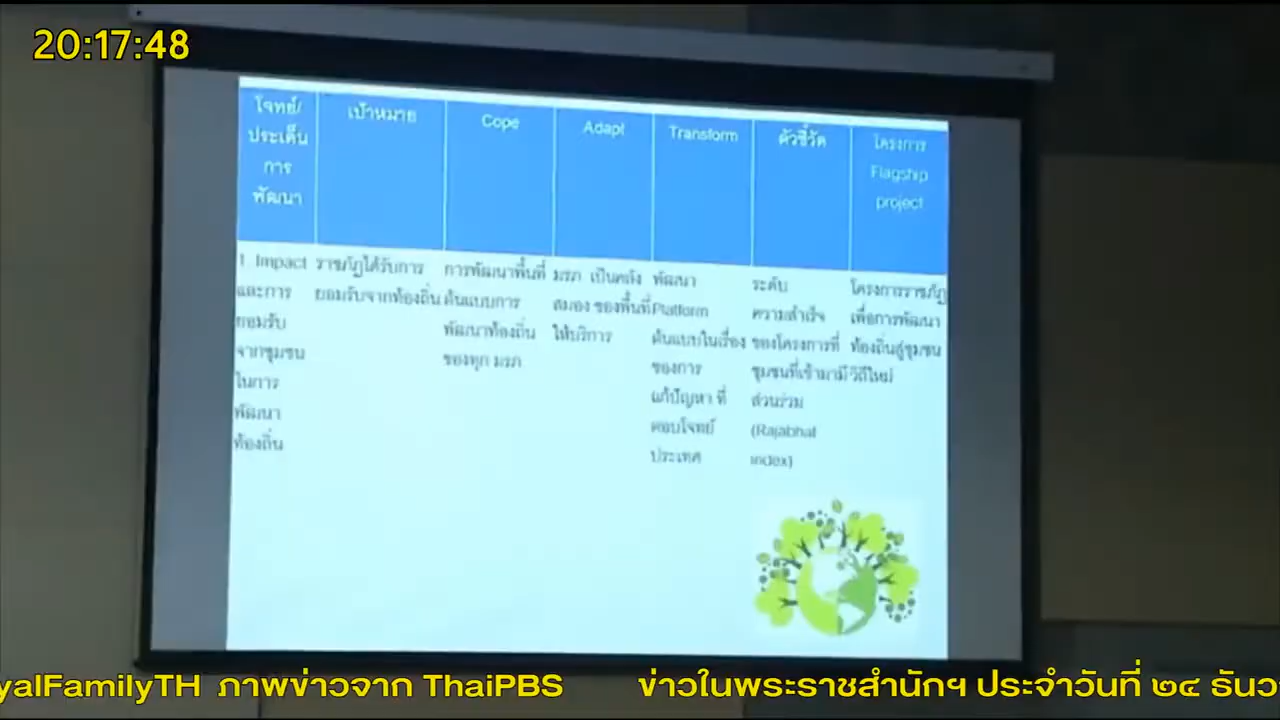 20:17:48
โจทย์/
ประเด็น
การ
พัฒนา
เป้าหมาย
Cope
Adapt
Transform
ตัวชี้วัด
โครงการ
Flagship
project
1. Impact
และการ
ยอมรับ
จากชุมชน
ในการ
พัฒนา
ท้องถิ่น
ราชภัฏได้รับการ
ยอมรับจากท้องถิ่น
การพัฒนาพื้นที่
ต้นแบบการ
พัฒนาท้องถิ่น
ของทุก มรภ
มรภ เป็นคลัง
สมอง ของพื้นที่
ให้บริการ
พัฒนา
Platform
ต้นแบบในเรื่อง
ของการ
แก้ปัญหา ที่
ตอบโจทย์
ประเทศ
ระดับ
ความสำเร็จ
ของโครงการที่
ชุมชนที่เข้ามามี
ส่วนร่วม
(Rajabhat
index)
โครงการราชภัฏ
เพื่อการพัฒนา
ท้องถิ่นสู่ชุมชน
วิถีใหม่
yalFamilyTH ภาพข่าวจาก ThaiPBS ข่าวในพระราชสำนักฯ ประจำวันที่ ๒๔ ธันว